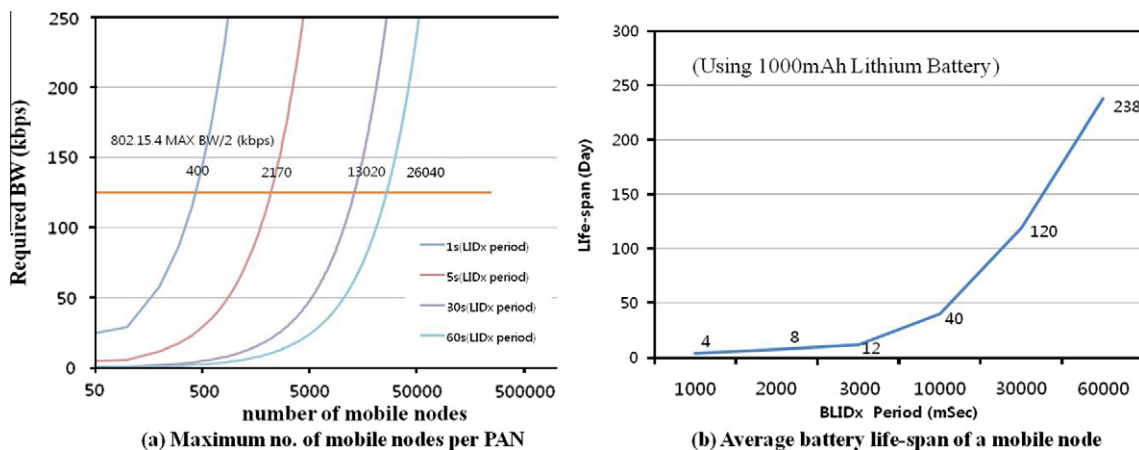 250
200
150
100
50
0
Required BW (kbps)
802.15.4 MAX BW/2 (kbps)
400 2170 13020 26040
1s(LIDx period)
5s(LIDx period)
30s(LIDx period)
60s(LIDx period)
50 500 5000 50000 500000
number of mobile nodes
(a) Maximum no. of mobile nodes per PAN
300
250
200
150
100
50
0
LIfe-span (Day)
(Using 1000mAh Lithium Battery)
4
8
12
40
120
238
1000 2000 3000 10000 30000 60000
BLIDx Period (mSec)
(b) Average battery life-span of a mobile node